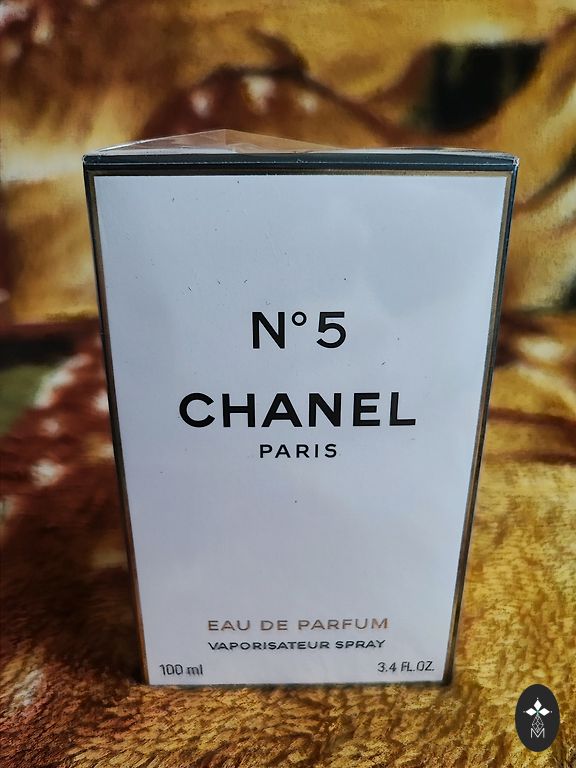 N°5
CHANEL
PARIS
EAU DE PARFUM
VAPORISATEUR SPRAY
100 ml 3.4 FL.OZ.
M